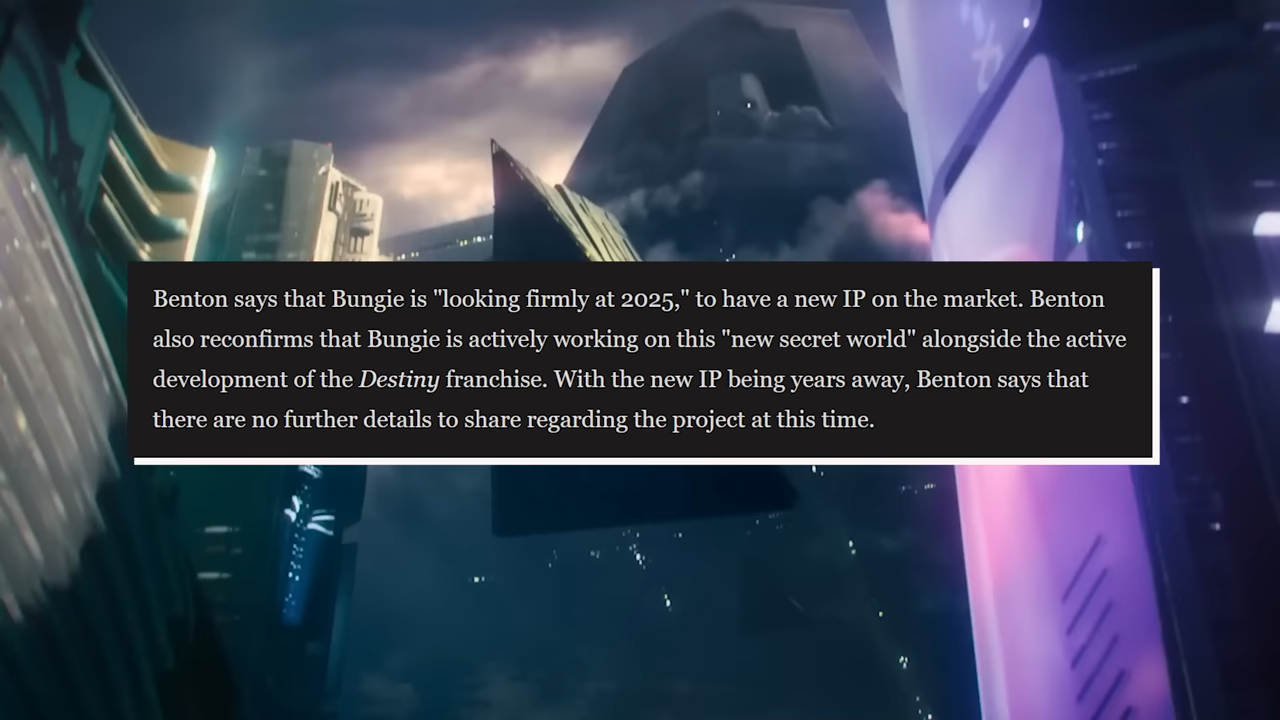 Benton says that Bungie is "looking firmly at 2025," to have a new IP on the market. Benton
also reconfirms that Bungie is actively working on this "new secret world" alongside the active
development of the Destiny franchise. With the new IP being years away, Benton says that
there are no further details to share regarding the project at this time.